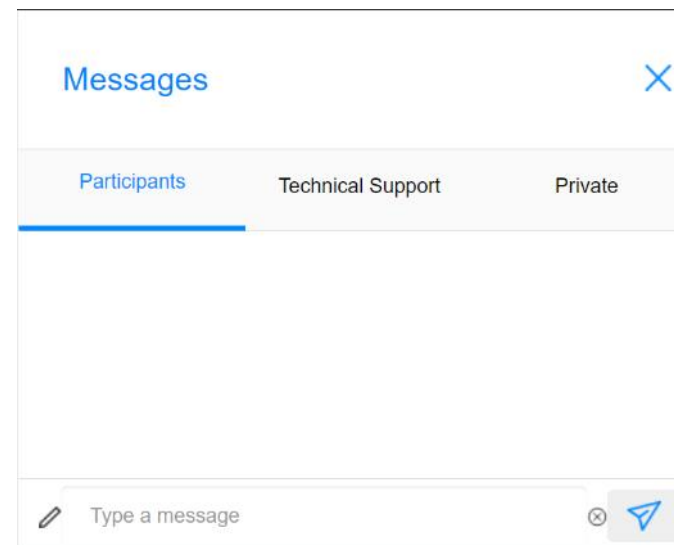 Messages
Participants
Technical Support
Private
Type a message